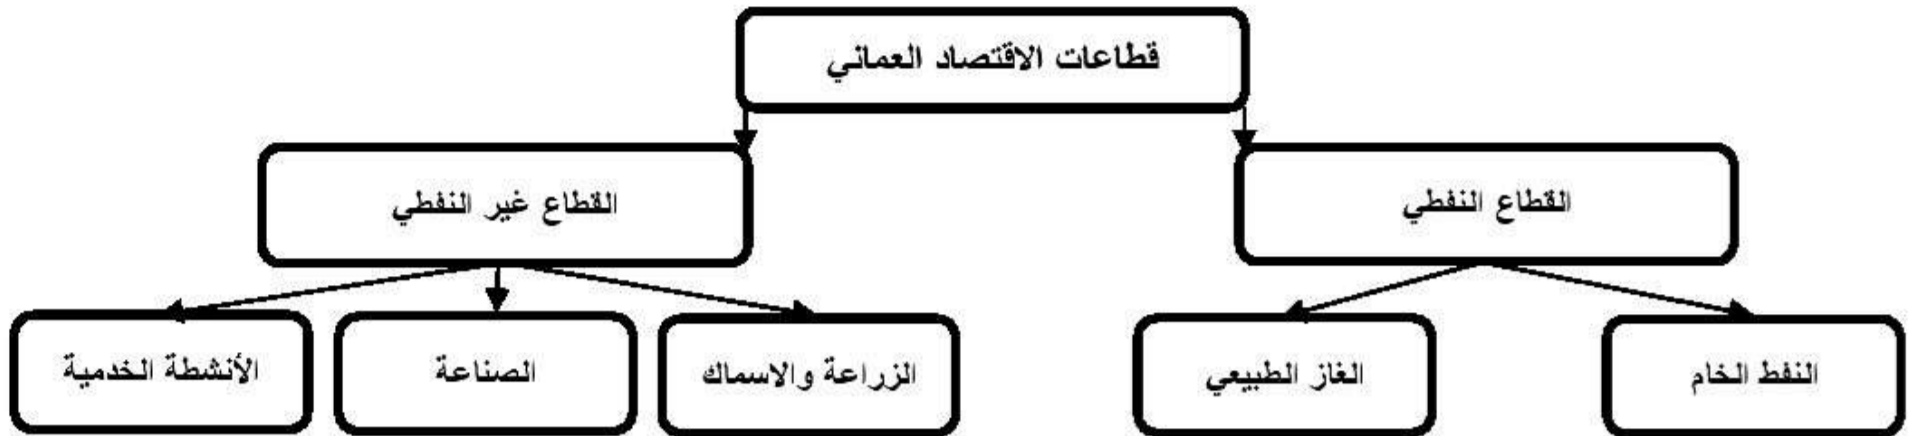 قطاعات الاقتصاد العماني
القطاع النفطي
القطاع غير النفطي
النفط الخام
الغاز الطبيعي
الزراعة والاسماك
الصناعة
الأنشطة الخدمية